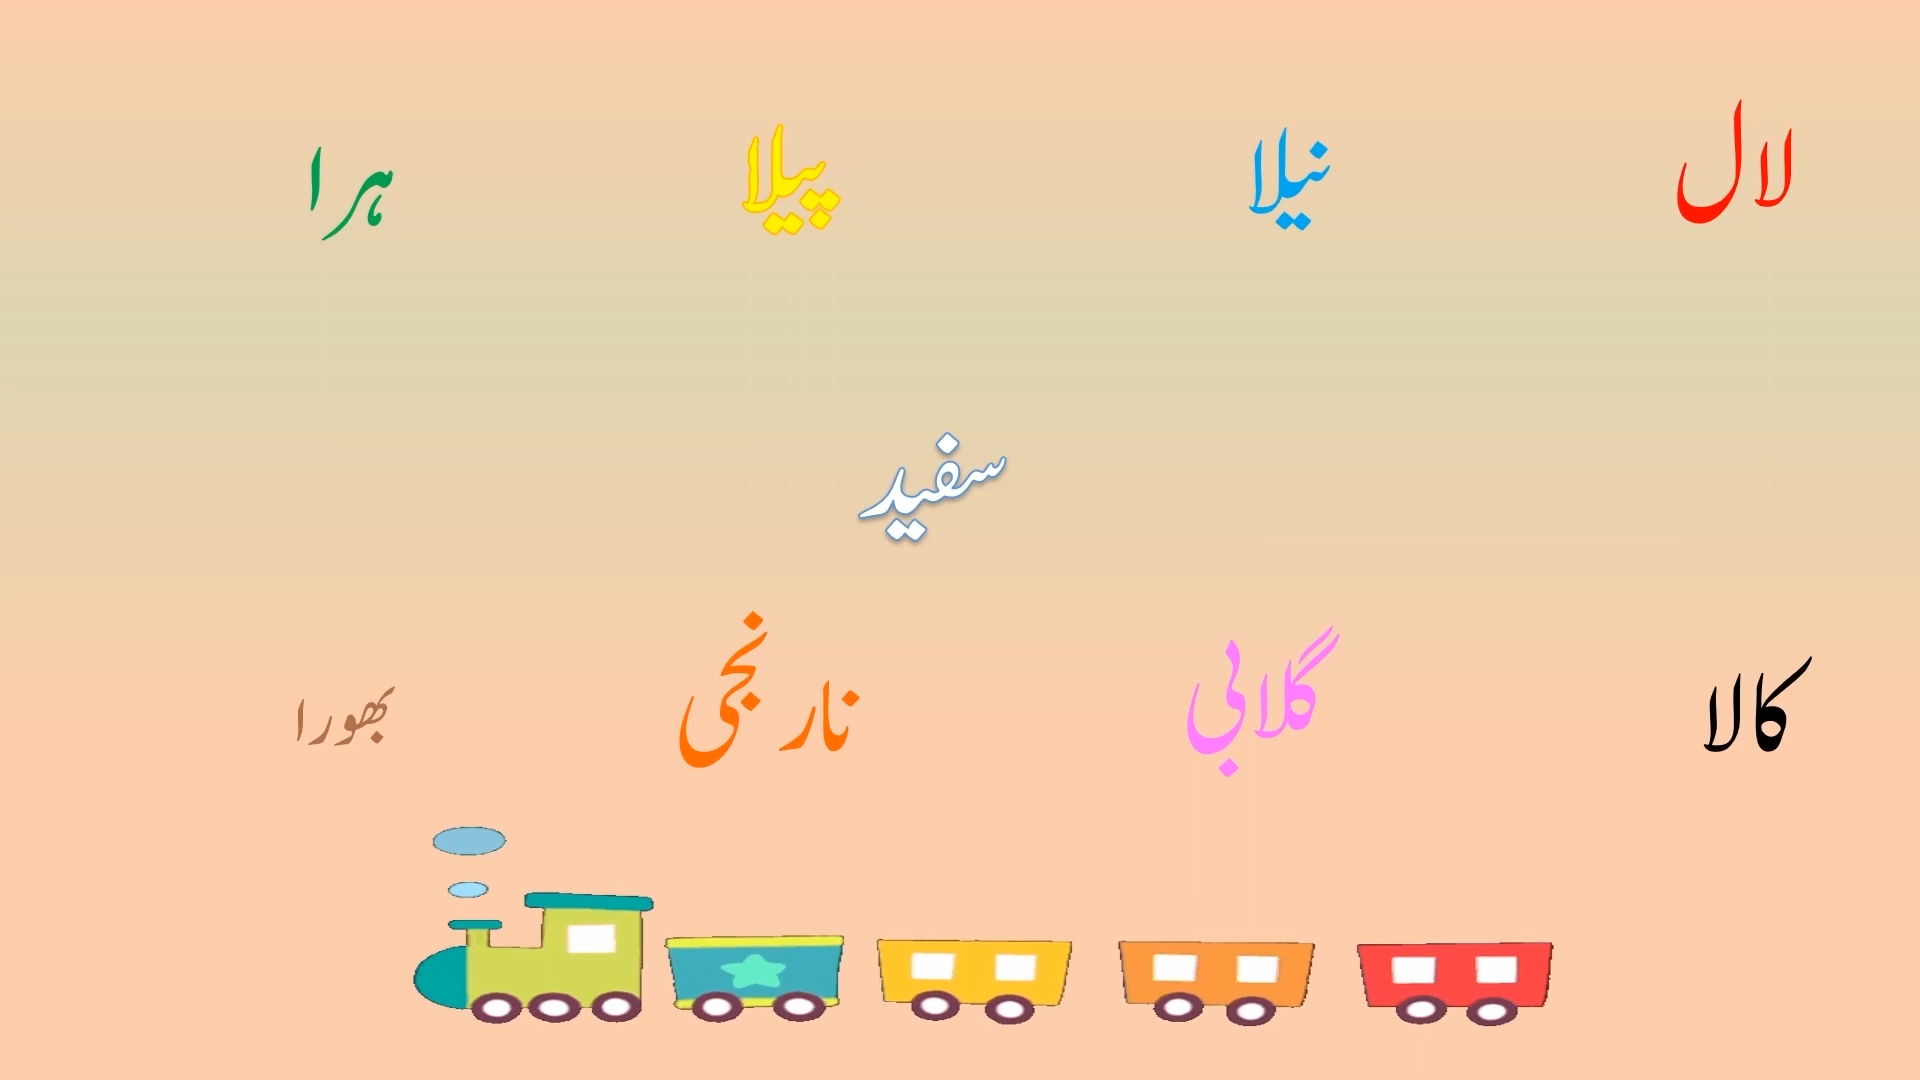 لال نیلا پیلا ہرا
سفید
کالا گلابی نارنجی بھورا